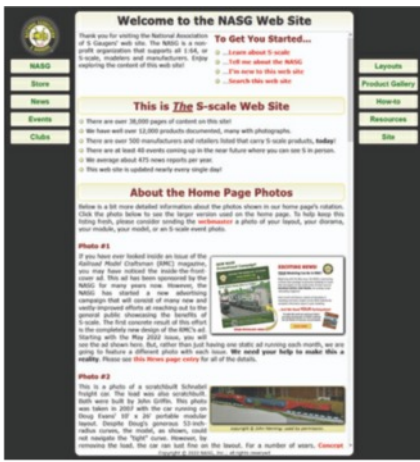 Welcome to the NASG Web Site
Thank you for visiting the National Association
of S Gaugers' web site. The NASG is a non-
profit organization that supports all 1:64, or
S-scale, modelers and manufacturers. Enjoy
exploring the content of this web site!
To Get You Started...
...Learn about S-scale
...Tell me about the NASG
...I'm new to this web site
...Search this web site
NASG
Store
News
Events
Clubs
Layouts
Product Gallery
How-to
Resources
Site
This is The S-scale Web Site
There are over 38,000 pages of content on this site!
We have well over 12,000 products documented, many with photographs.
There are over 500 manufacturers and retailers listed that carry S-scale products, today!
There are at least 40 events coming up in the near future where you can see S in person.
We average about 475 news reports per year.
This web site is updated nearly every single day!
About the Home Page Photos
Below is a bit more detailed information about the photos shown in our home page's rotation.
Click the photo below to see the larger version used on the home page. To help keep this
listing fresh, please consider sending the webmaster a photo of your layout, your diorama,
your module, your model, or an S-scale event photo.
Photo #1
If you have ever looked inside an issue of the
Railroad Model Craftsman (RMC) magazine,
you may have noticed the inside-the-front-
cover ad. This ad has been sponsored by the
NASG for many years now. However, the
NASG has started a new advertising
campaign that will consist of many new and
vastly-improved efforts at reaching out to the
general public showcasing the benefits of
S-scale. The first concrete result of this effort
is the completely new design of the RMC's ad.
Starting with the May 2022 issue, you will
see the ad shown here. But, rather than just having one static ad running each month, we are
going to feature a different photo with each issue. We need your help to make this a
reality. Please see this News page entry for all of the details.
EXCITING NEWS!
Photo #2
This is a photo of a scratchbuilt Schnabel
freight car. The load was also scratchbuilt.
Both were built by John Griffin. This photo
was taken in 2007 with the car running on
Doug Evans' 10' x 26' portable modular
layout. Despite Doug's generous 53-inch-
radius curves, the model, as shown, could
not navigate the "tight" curve. However, by
removing the load, the car ran just fine on the layout. For a number of years, Concept
Copyright © 2022 NASG, Inc., all rights reserved